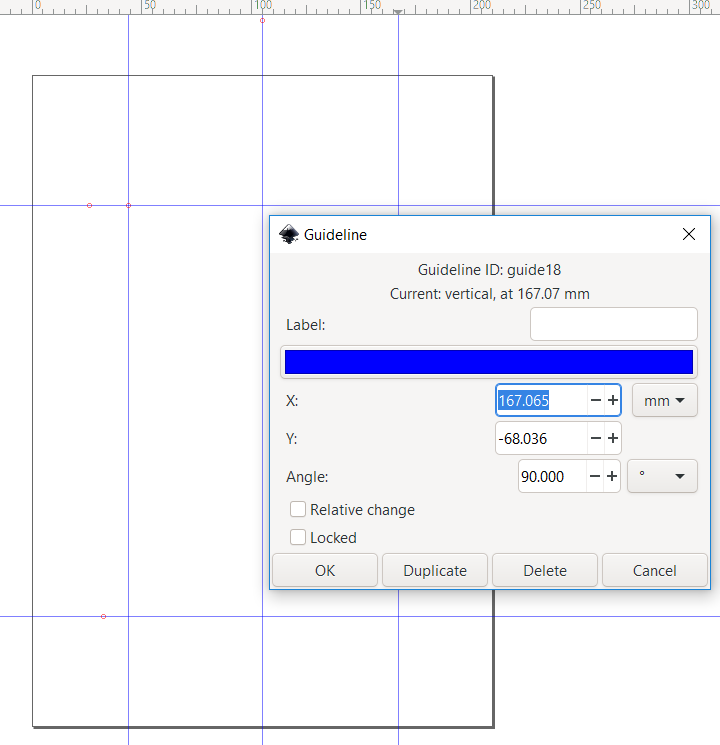 0 50 100 150 200 250 300
Guideline
Guideline ID: guide18
Current: vertical, at 167.07 mm
Label:
X: 167.065 mm
Y: -68.036
Angle: 90.000 °
Relative change
Locked
OK Duplicate Delete Cancel